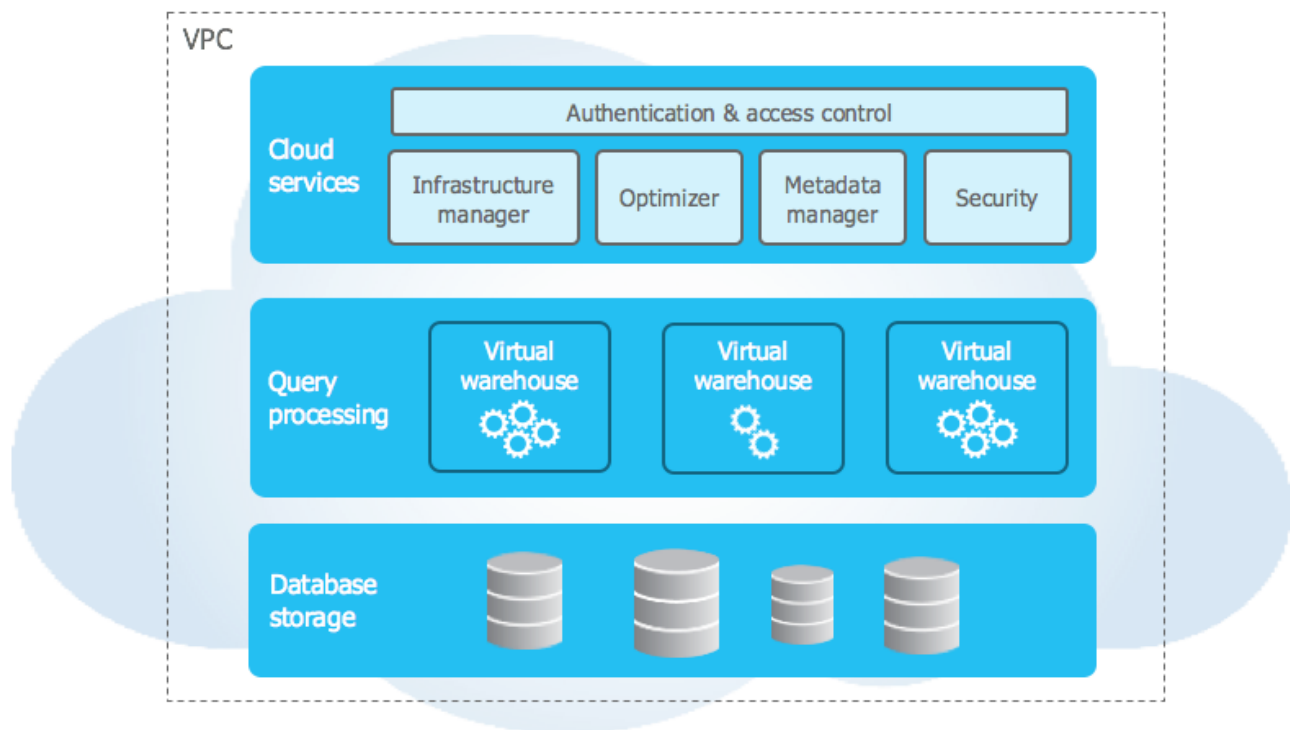 VPC
Authentication & access control
Cloud
services
Infrastructure
manager
Optimizer
Metadata
manager
Security
Query
processing
Virtual
warehouse
Virtual
warehouse
Virtual
warehouse
Database
storage